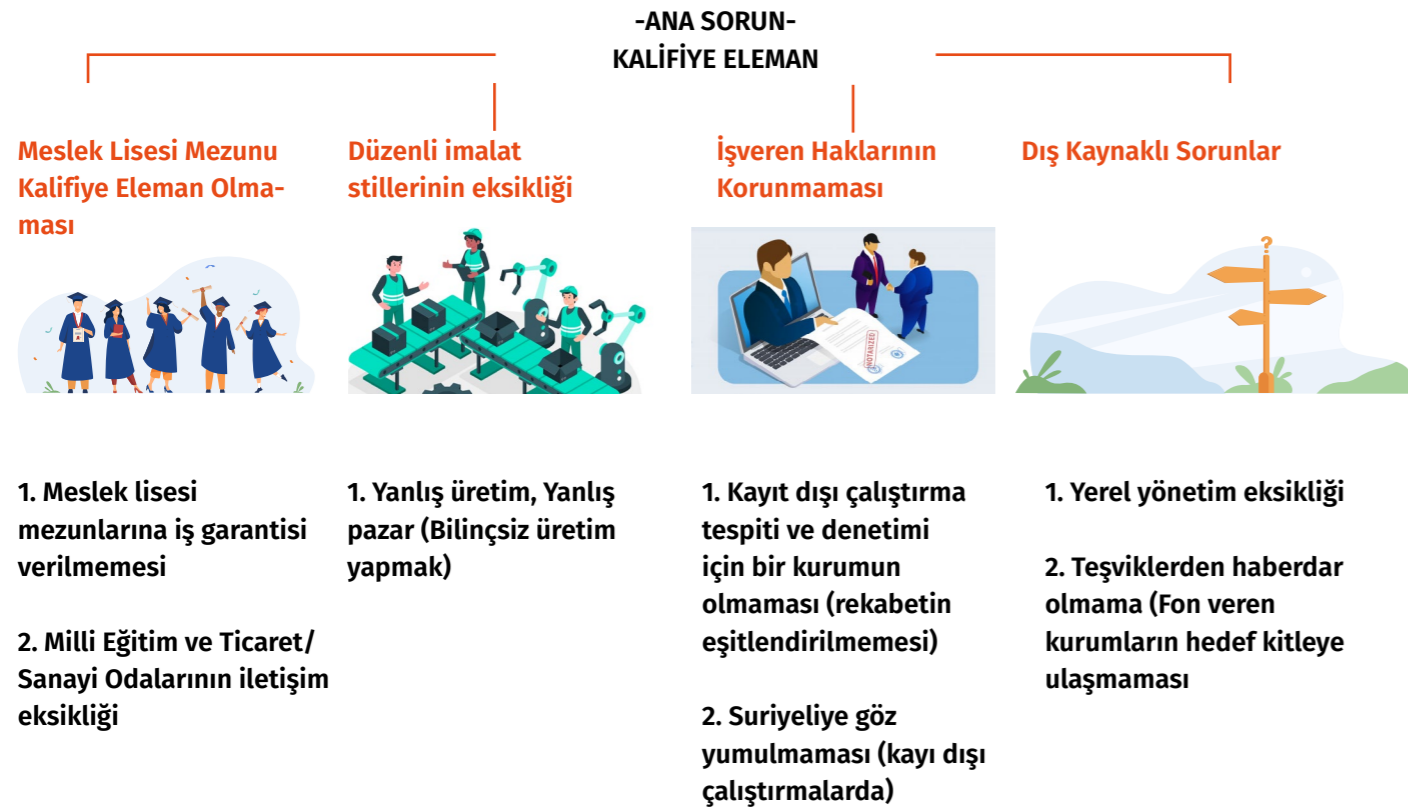 -ANA SORUN-
KALİFİYE ELEMAN
Meslek Lisesi Mezunu
Kalifiye Eleman Olma-
ması
Düzenli imalat
stillerinin eksikliği
İşveren Haklarının
Korunmaması
Dış Kaynaklı Sorunlar
?
NOTARIZED
1. Meslek lisesi
mezunlarına iş garantisi
verilmemesi
2. Milli Eğitim ve Ticaret/
Sanayi Odalarının iletişim
eksikliği
1. Yanlış üretim, Yanlış
pazar (Bilinçsiz üretim
yapmak)
1. Kayıt dışı çalıştırma
tespiti ve denetimi
için bir kurumun
olmaması (rekabetin
eşitlendirilmemesi)
2. Suriyeliye göz
yumulmaması (kayı dışı
çalıştırmalarda)
1. Yerel yönetim eksikliği
2. Teşviklerden haberdar
olmama (Fon veren
kurumların hedef kitleye
ulaşmaması